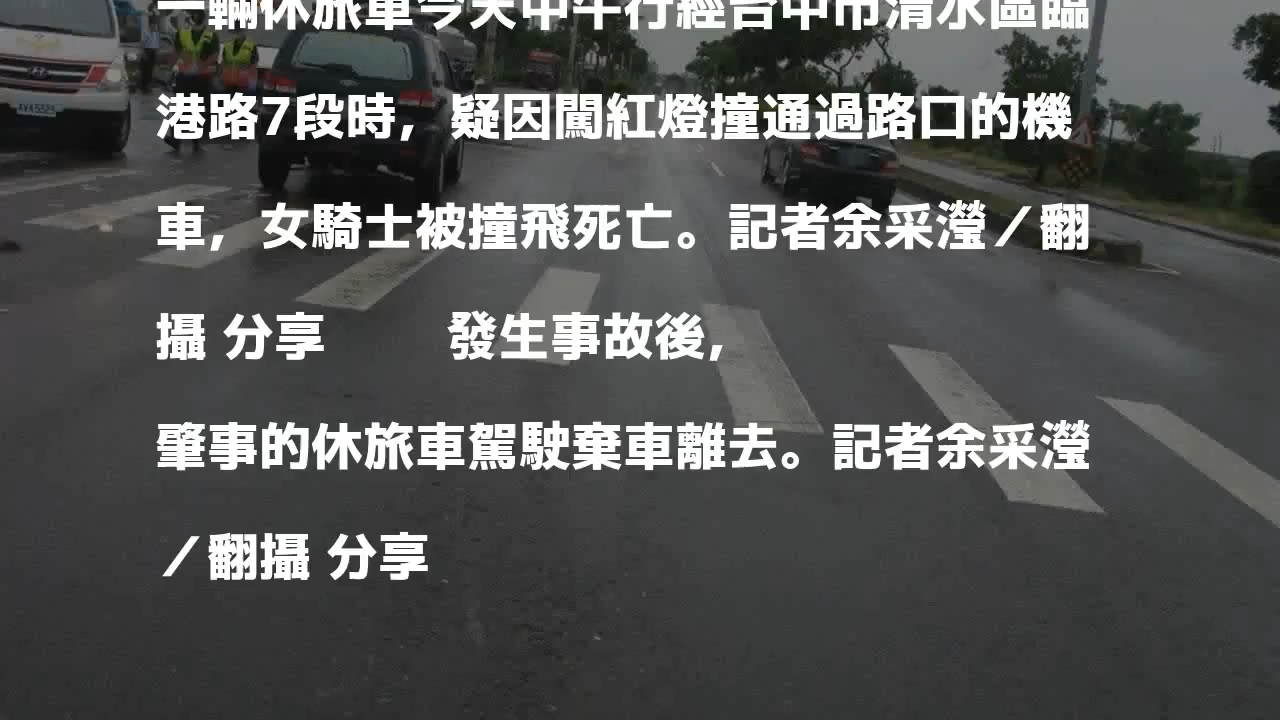 一輛休旅車今天中午行經台中市清水區臨
港路7段時，疑因闖紅燈撞通過路口的機
車，女騎士被撞飛死亡。記者余采瀅／翻
攝 分享 發生事故後，
肇事的休旅車駕駛棄車離去。記者余采瀅
／翻攝 分享